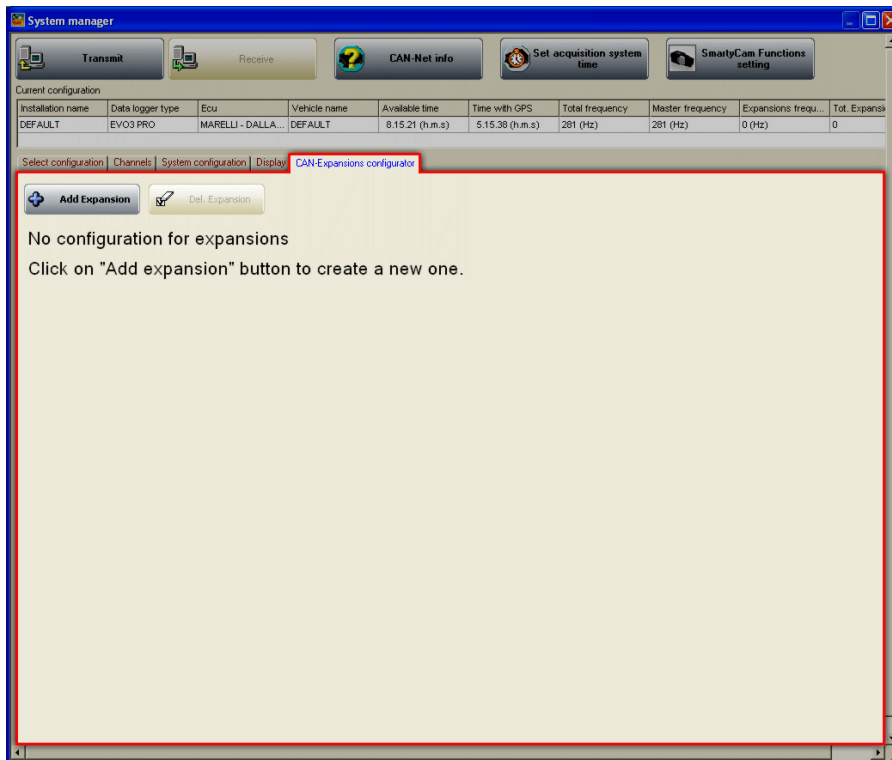 System manager
Transmit
Receive
CAN-Net info
Set acquisition system
time
SmartyCam Functions
setting
Current configuration
Installation name Data logger type Ecu Vehicle name Available time Time with GPS Total frequency Master frequency Expansions frequ... Tot. Expansi
DEFAULT EVO3 PRO MARELLI - DALLA... DEFAULT 8.15.21 (h.m.s) 5.15.38 (h.m.s) 281 (Hz) 281 (Hz) 0 (Hz) 0
Select configuration Channels System configuration Display CAN-Expansions configurator
Add Expansion Del. Expansion
No configuration for expansions
Click on "Add expansion" button to create a new one.